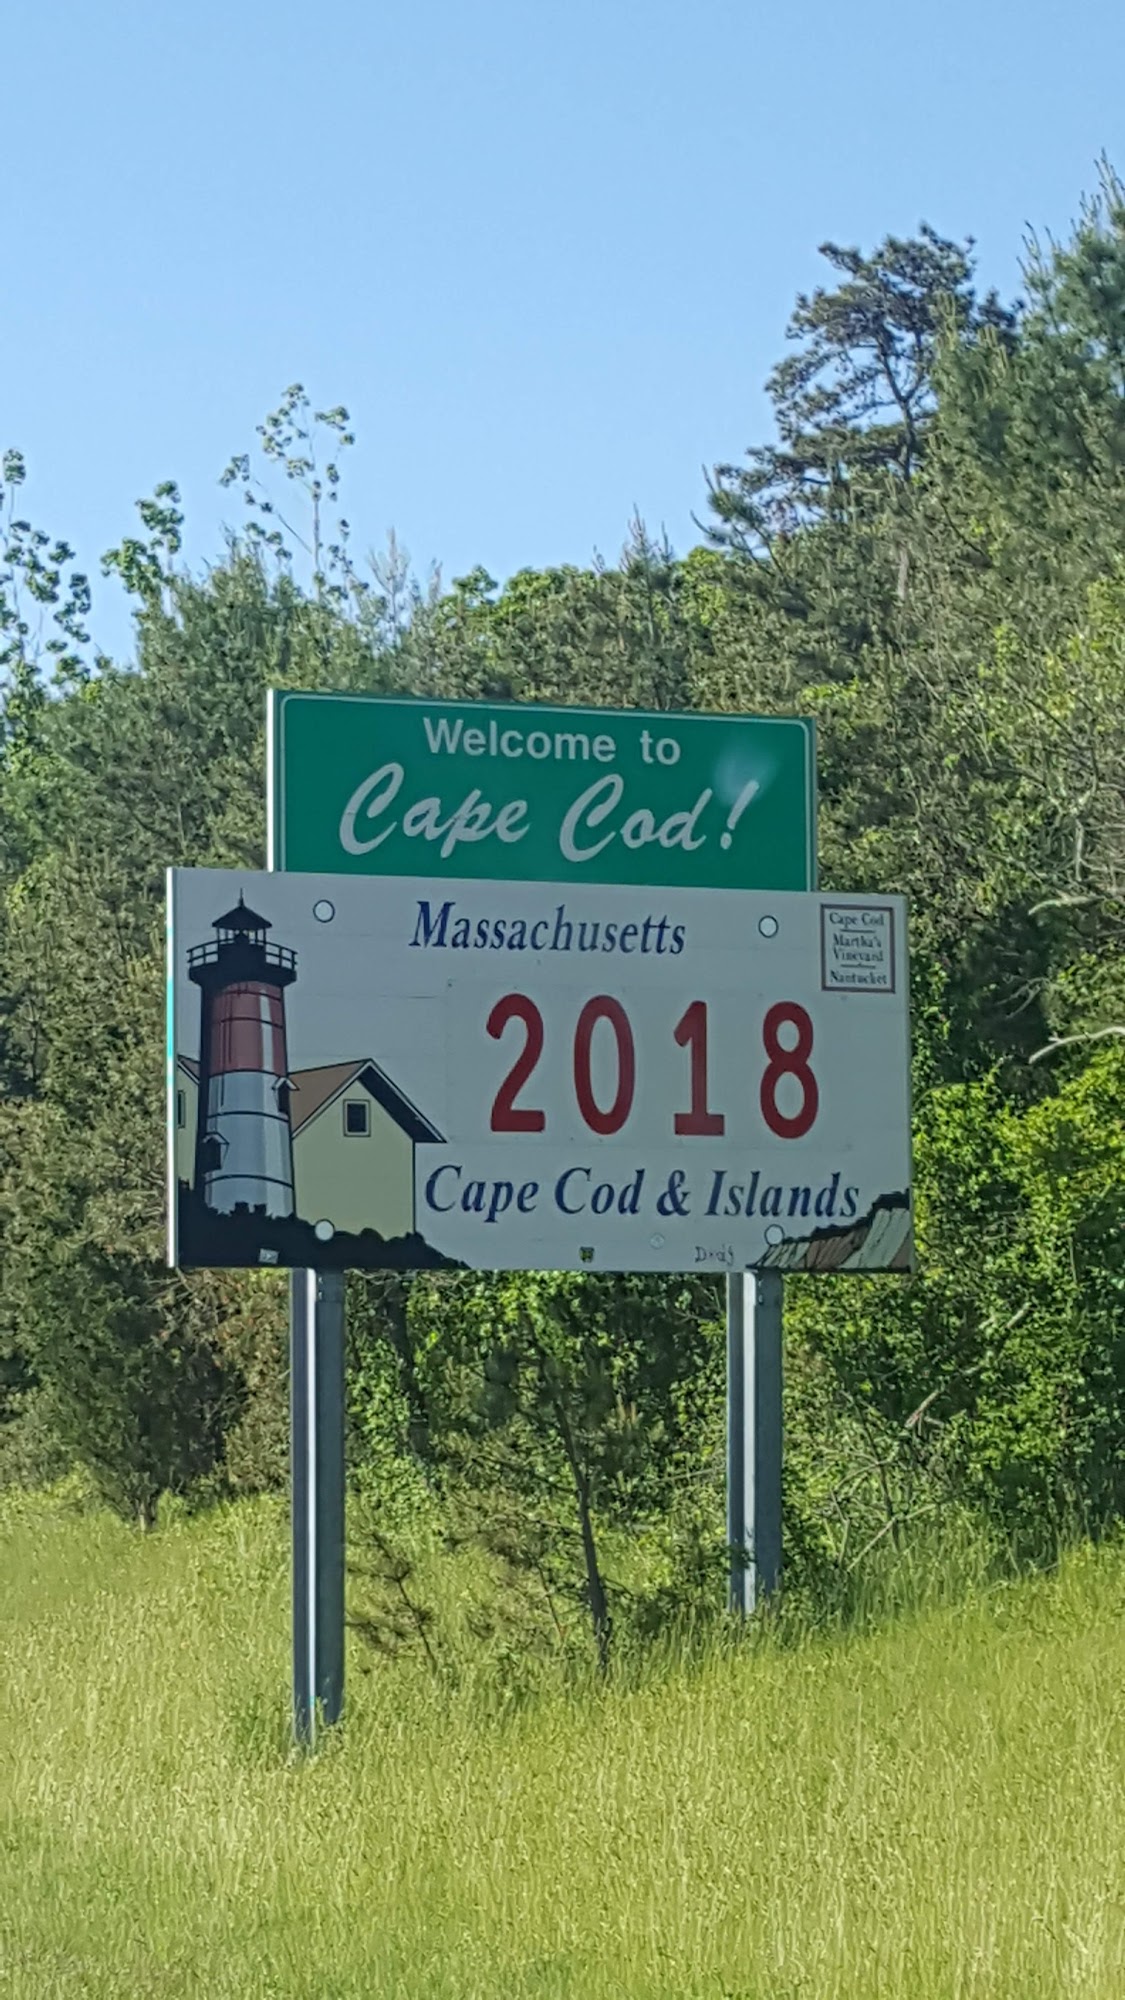 Welcome to
Cape Cod!
Massachusetts
Cape Cod
Martha's
Vineyard
Nantucket
2018
Cape Cod & Islands